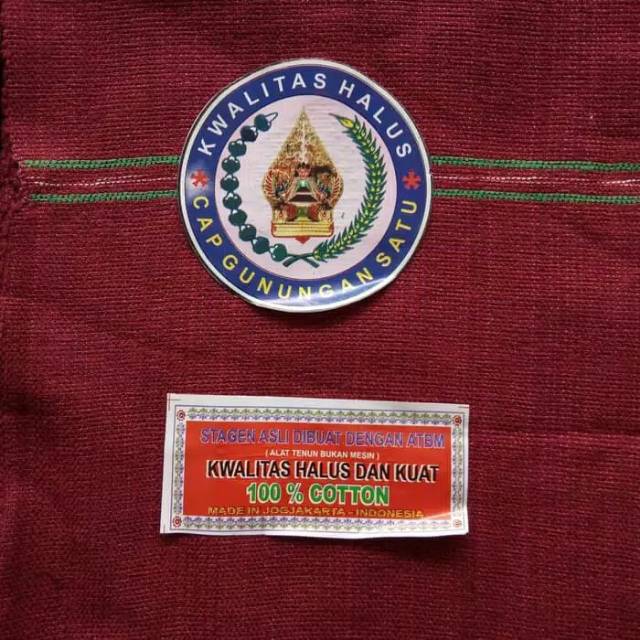 KWALITAS HALUS
CAP GUNUNGAN SATU
STAGEN ASLI DIBUAT DENGAN ATBM
( ALAT TENUN BUKAN MESIN )
KWALITAS HALUS DAN KUAT
100 % COTTON
MADE IN JOGJAKARTA - INDONESIA